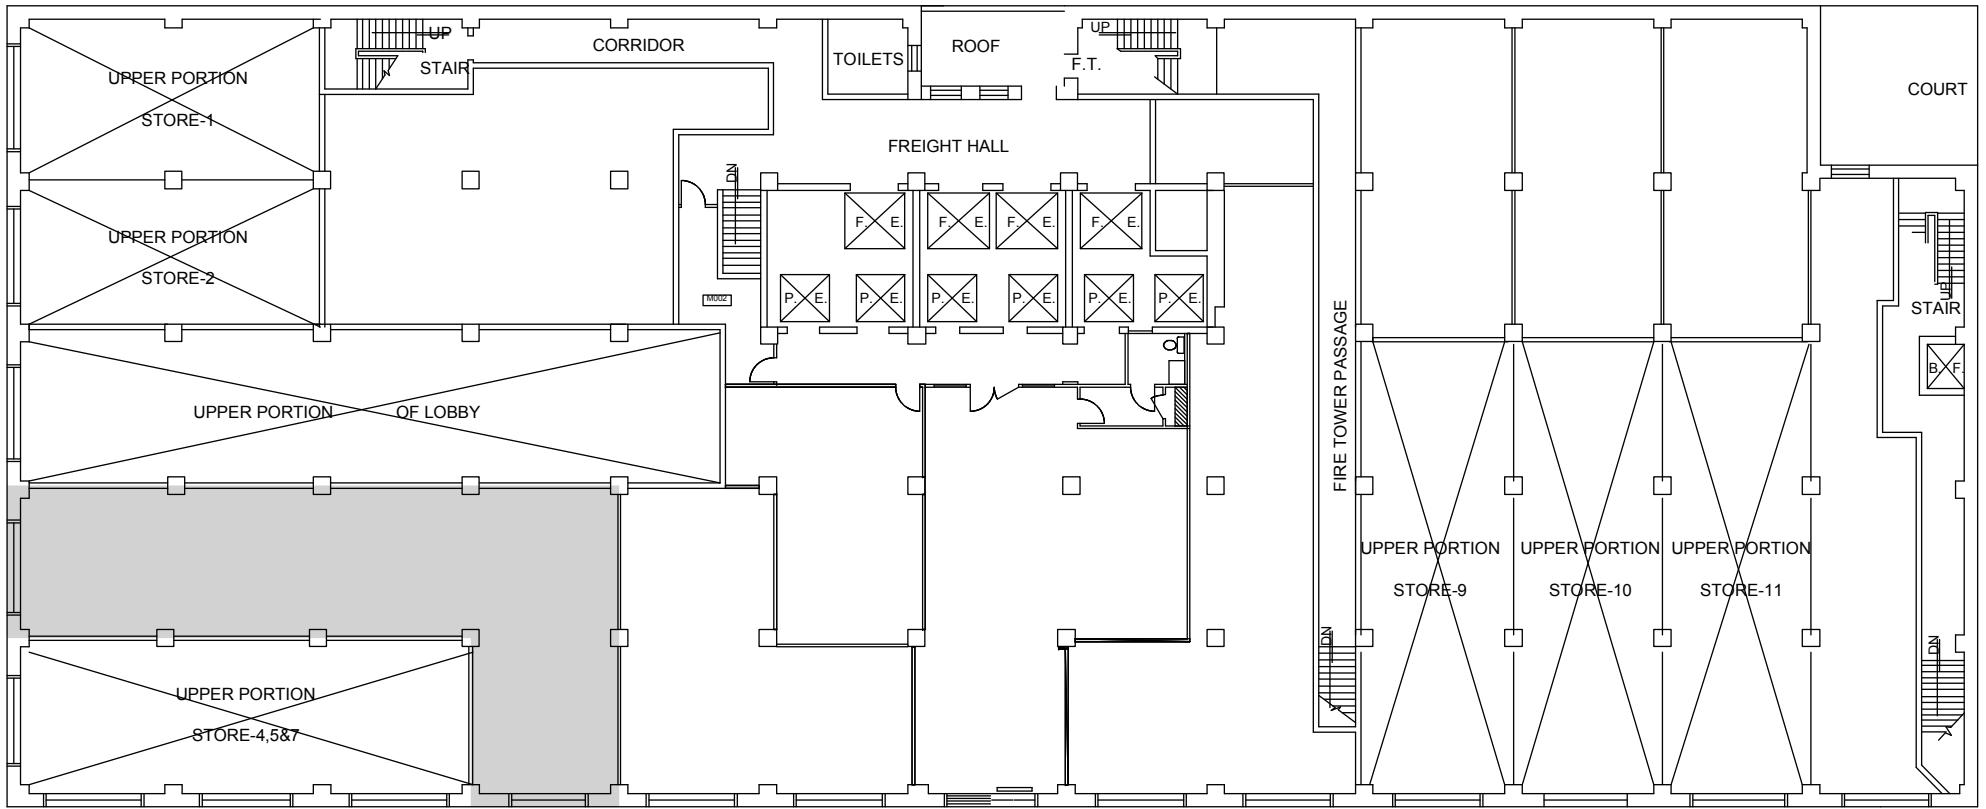 UP
CORRIDOR
STAIR
TOILETS
ROOF
UP
F.T.
COURT
UPPER PORTION
STORE-1
FREIGHT HALL
DN
UPPER PORTION
STORE-2
F. E.
F. E.
F. E.
F. E.
P. E.
P. E.
P. E.
P. E.
P. E.
P. E.
M002
UP
STAIR
B. F.
FIRE TOWER PASSAGE
UPPER PORTION OF LOBBY
UPPER PORTION
STORE-9
UPPER PORTION
STORE-10
UPPER PORTION
STORE-11
DN
DN
UPPER PORTION
STORE-4,5&7